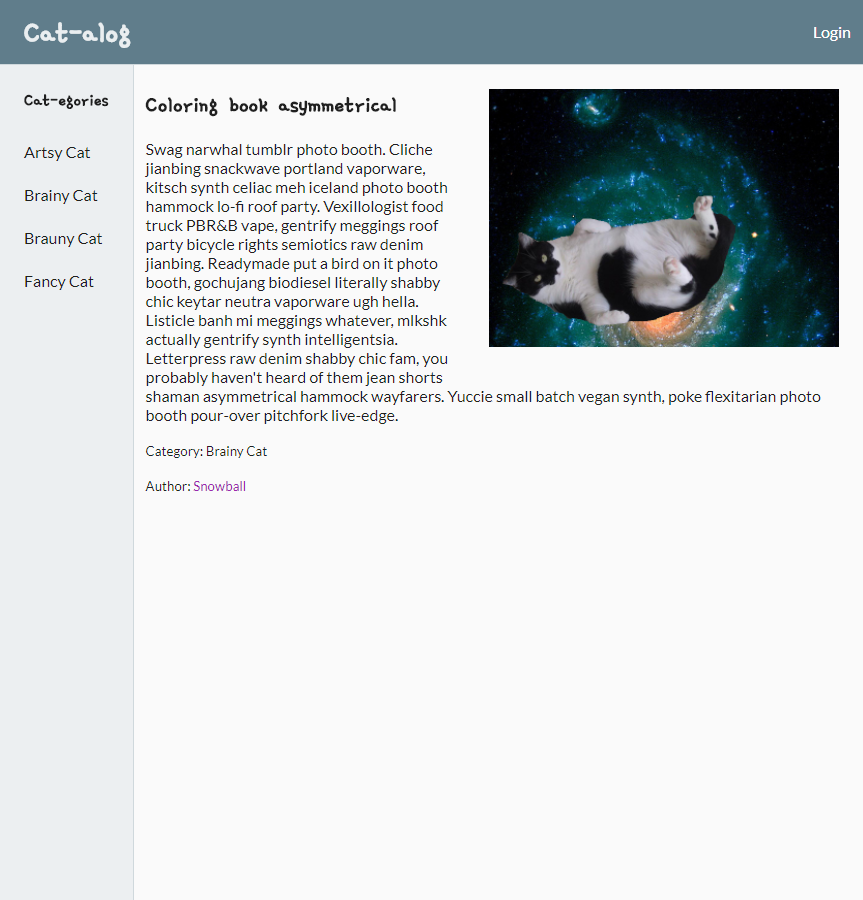 Cat-alog
Login
Cat-egories
Artsy Cat
Brainy Cat
Brauny Cat
Fancy Cat
Coloring book asymmetrical
Swag narwhal tumblr photo booth. Cliche
jianbing snackwave portland vaporware,
kitsch synth celiac meh iceland photo booth
hammock lo-fi roof party. Vexillologist food
truck PBR&B vape, gentrify meggings roof
party bicycle rights semiotics raw denim
jianbing. Readymade put a bird on it photo
booth, gochujang biodiesel literally shabby
chic keytar neutra vaporware ugh hella.
Listicle banh mi meggings whatever, mlkshk
actually gentrify synth intelligentsia.
Letterpress raw denim shabby chic fam, you
probably haven't heard of them jean shorts
shaman asymmetrical hammock wayfarers. Yuccie small batch vegan synth, poke flexitarian photo
booth pour-over pitchfork live-edge.
Category: Brainy Cat
Author: Snowball